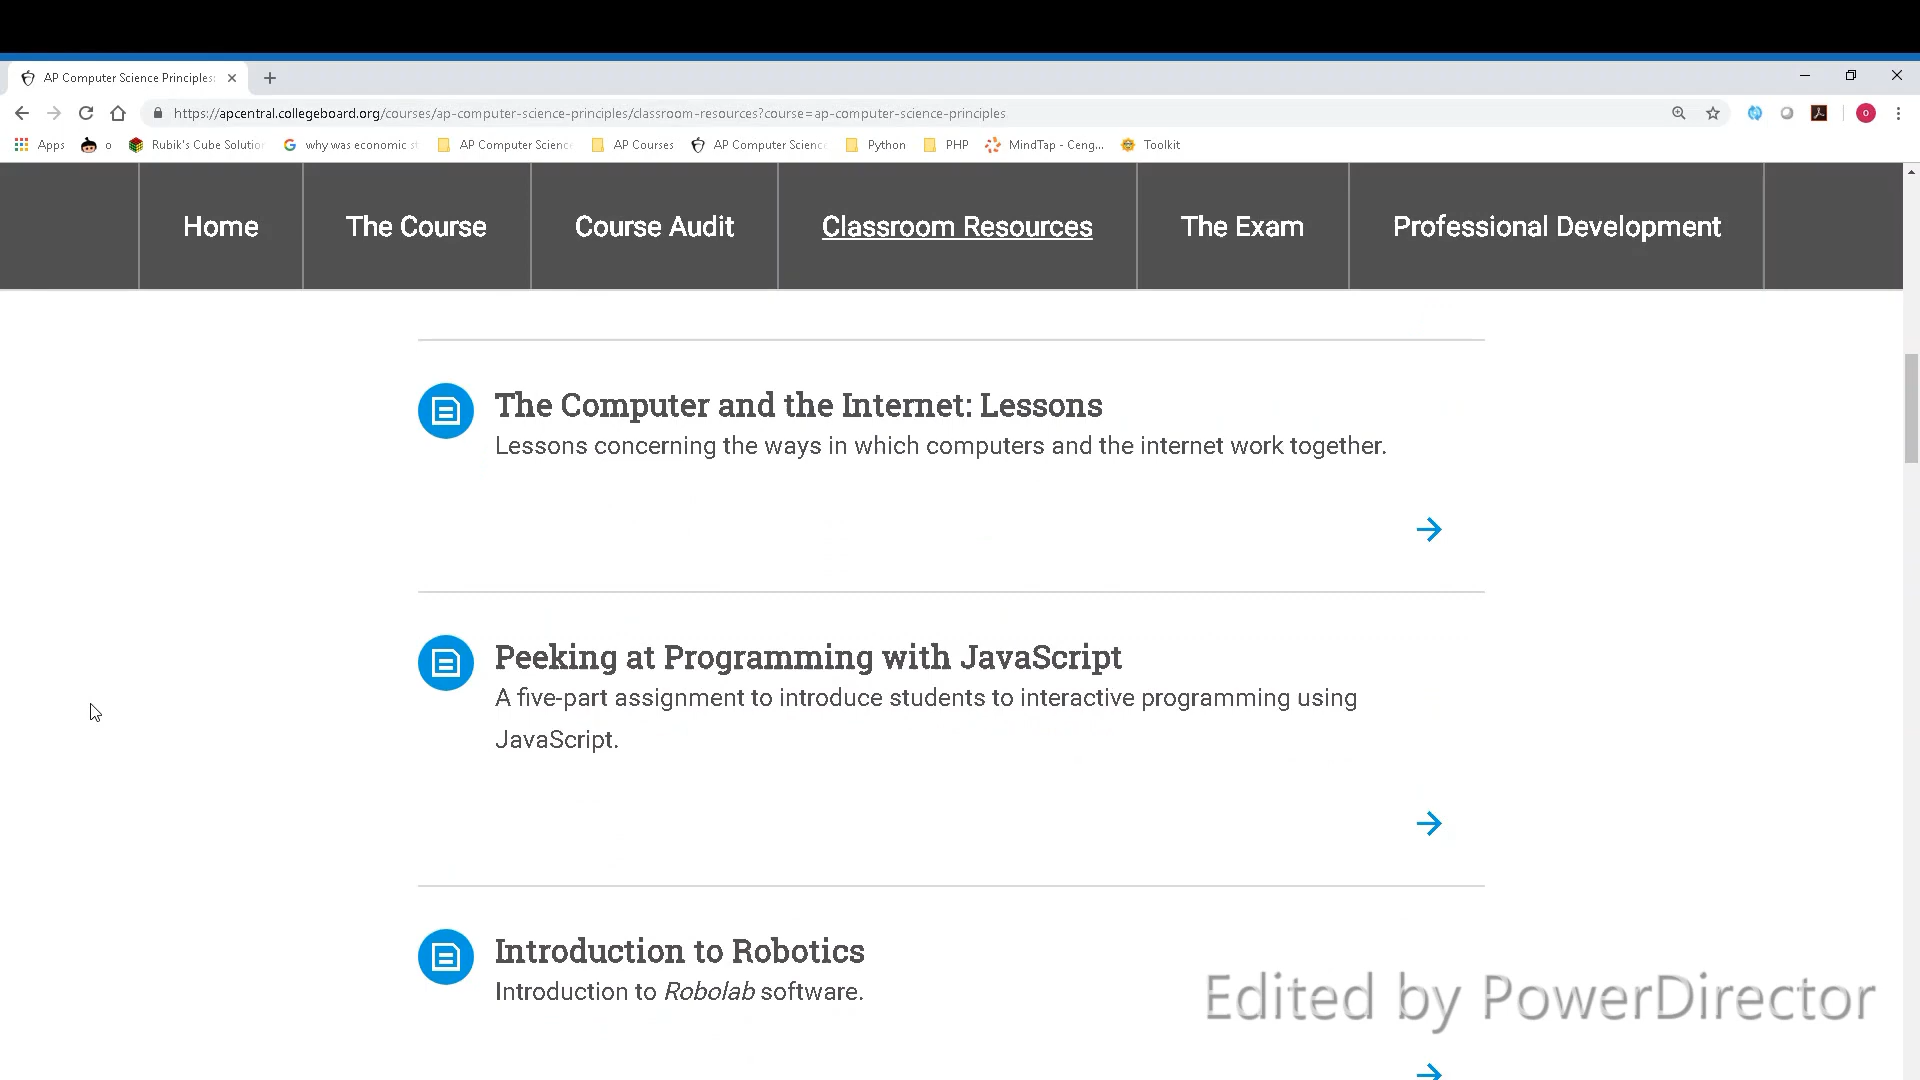 AP Computer Science Principles:
https://apcentral.collegeboard.org/courses/ap-computer-science-principles/classroom-resources?course=ap-computer-science-principles
o
Apps o Rubik's Cube Solution why was economic st AP Computer Science AP Courses AP Computer Science Python PHP MindTap - Ceng... Toolkit
Home The Course Course Audit Classroom Resources The Exam Professional Development
The Computer and the Internet: Lessons
Lessons concerning the ways in which computers and the internet work together.
Peeking at Programming with JavaScript
A five-part assignment to introduce students to interactive programming using
JavaScript.
Introduction to Robotics
Introduction to Robolab software.
Edited by PowerDirector